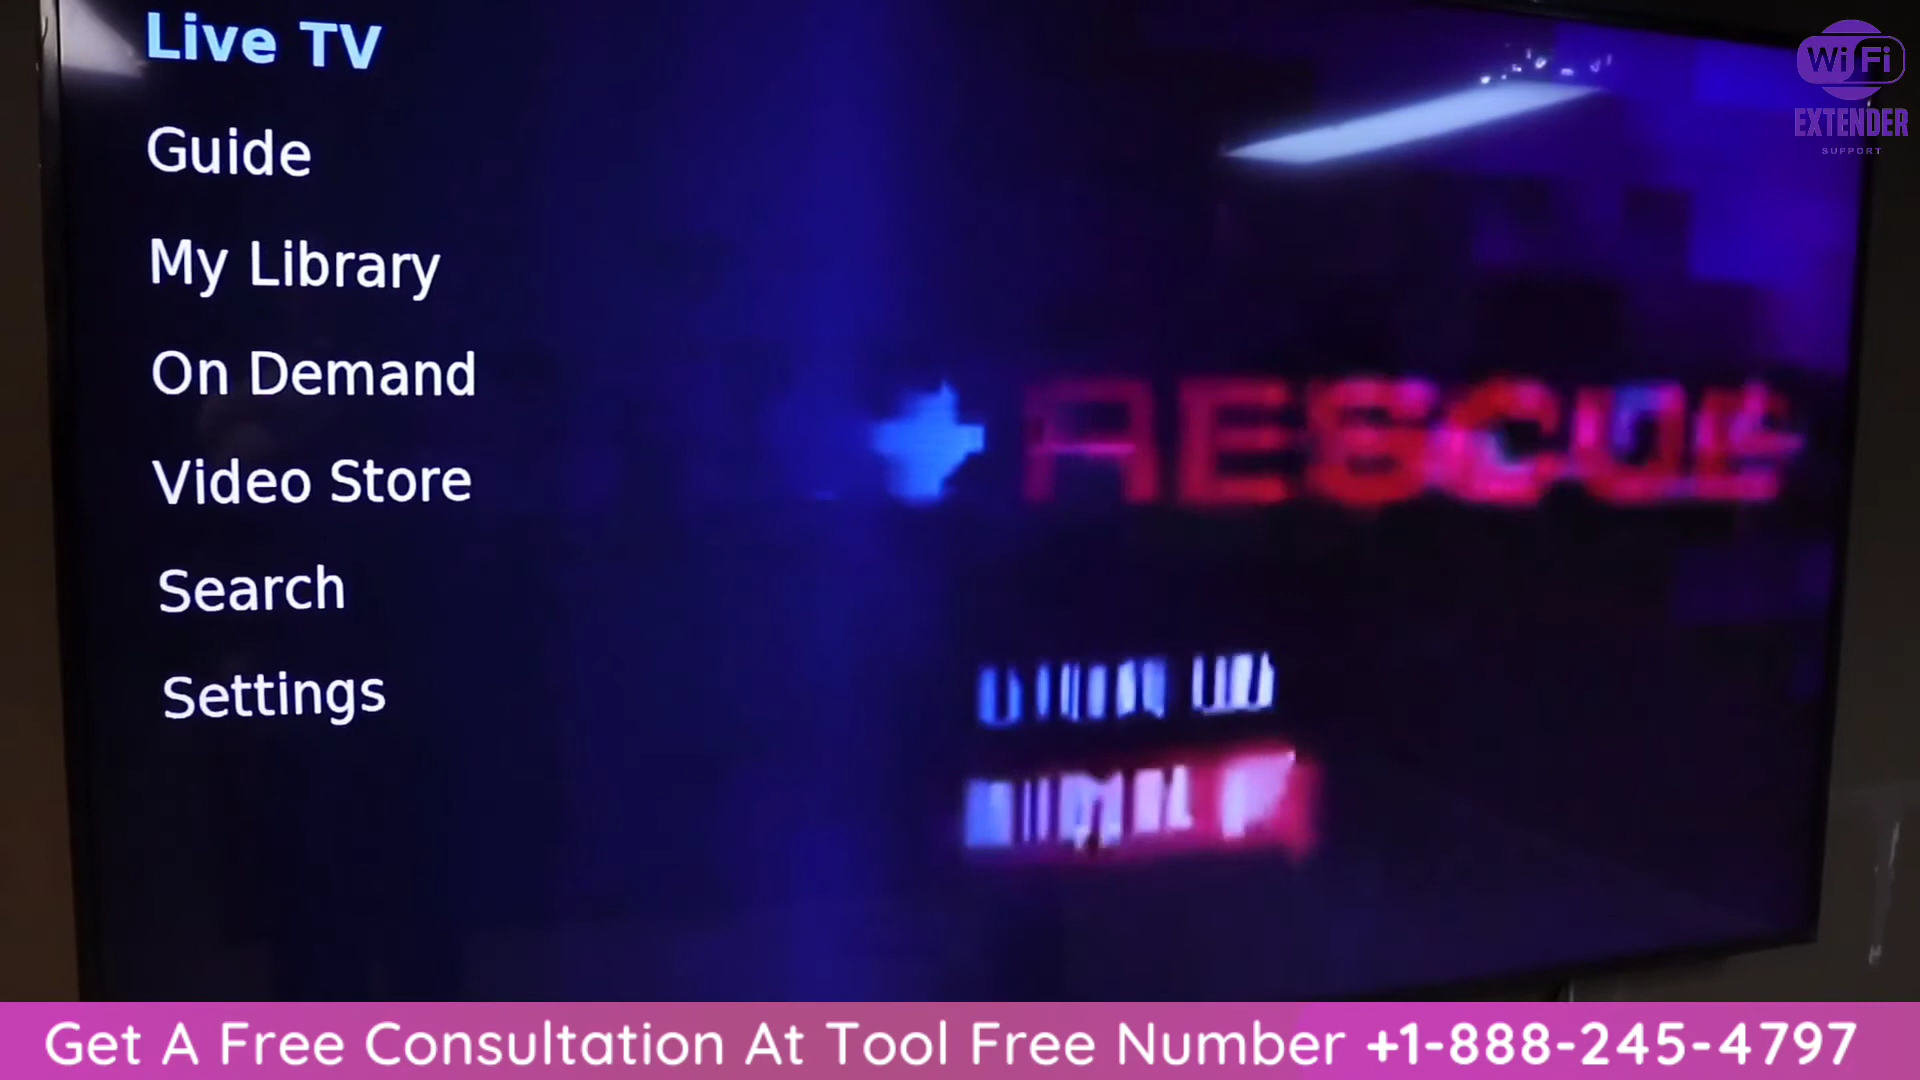 Live TV
Guide
My Library
On Demand
Video Store
Search
Settings
RESCUE
WiFi
EXTENDER
SUPPORT
Get A Free Consultation At Tool Free Number +1-888-245-4797